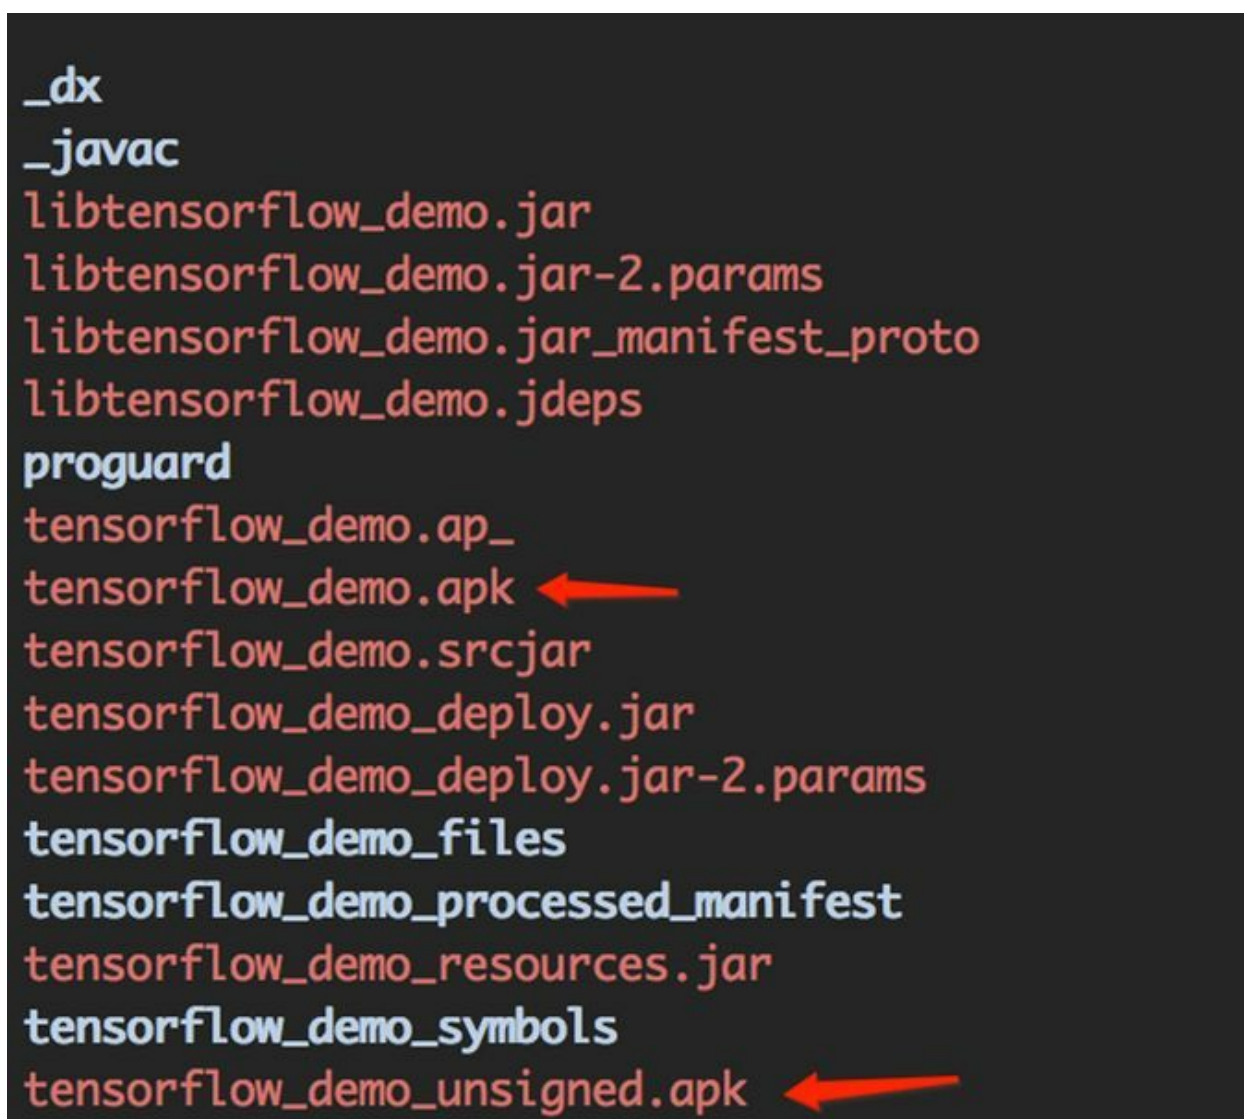 _dx
_javac
libtensorflow_demo.jar
libtensorflow_demo.jar-2.params
libtensorflow_demo.jar_manifest_proto
libtensorflow_demo.jdeps
proguard
tensorflow_demo.ap_
tensorflow_demo.apk
tensorflow_demo.srcjar
tensorflow_demo_deploy.jar
tensorflow_demo_deploy.jar-2.params
tensorflow_demo_files
tensorflow_demo_processed_manifest
tensorflow_demo_resources.jar
tensorflow_demo_symbols
tensorflow_demo_unsigned.apk